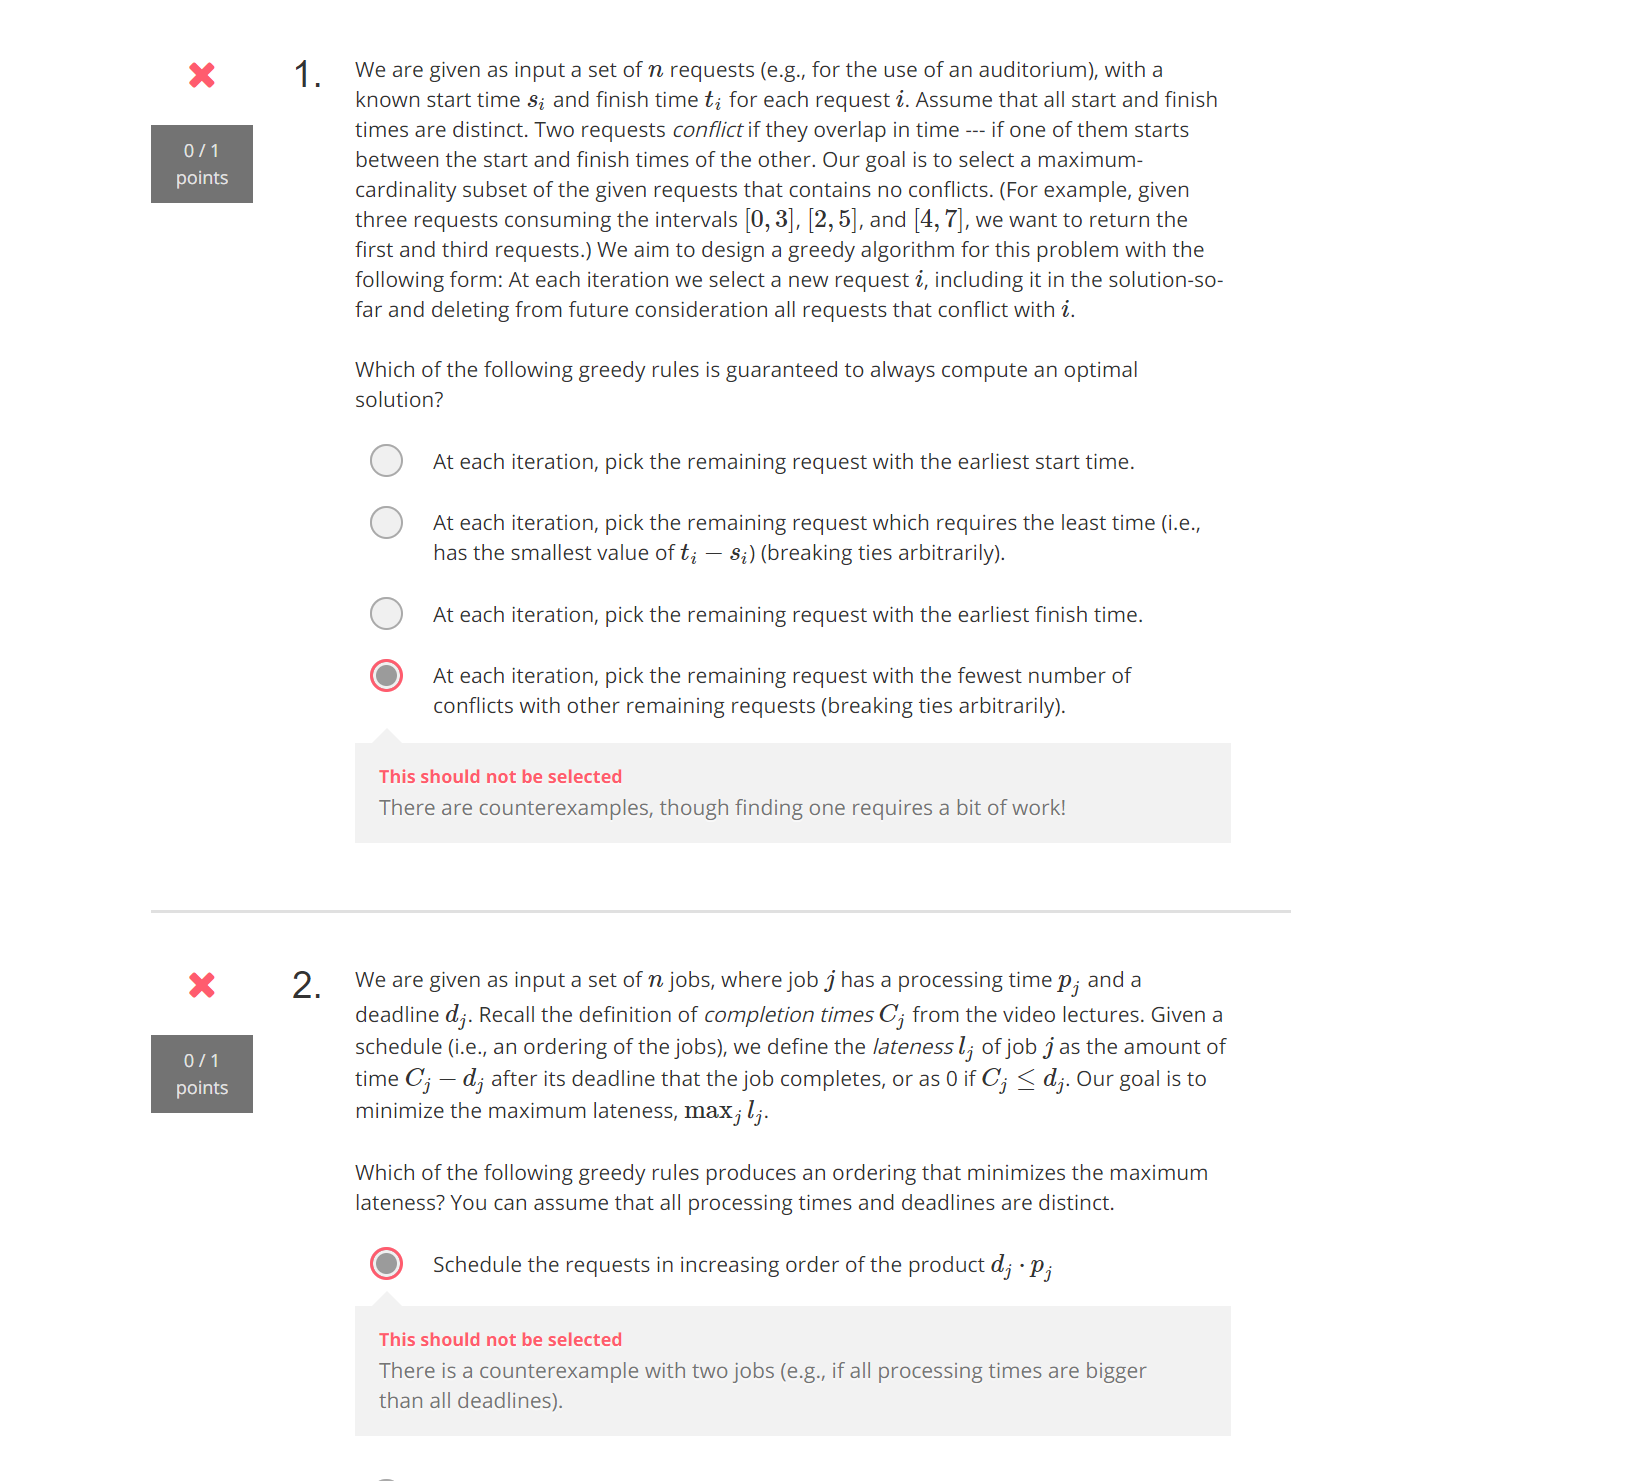 1. We are given as input a set of n requests (e.g., for the use of an auditorium), with a
0 / 1
points
known start time s_i and finish time t_i for each request i. Assume that all start and finish
times are distinct. Two requests conflict if they overlap in time --- if one of them starts
between the start and finish times of the other. Our goal is to select a maximum-
cardinality subset of the given requests that contains no conflicts. (For example, given
three requests consuming the intervals [0, 3], [2, 5], and [4, 7], we want to return the
first and third requests.) We aim to design a greedy algorithm for this problem with the
following form: At each iteration we select a new request i, including it in the solution-so-
far and deleting from future consideration all requests that conflict with i.
Which of the following greedy rules is guaranteed to always compute an optimal
solution?
At each iteration, pick the remaining request with the earliest start time.
At each iteration, pick the remaining request which requires the least time (i.e.,
has the smallest value of t_i − s_i) (breaking ties arbitrarily).
At each iteration, pick the remaining request with the earliest finish time.
At each iteration, pick the remaining request with the fewest number of
conflicts with other remaining requests (breaking ties arbitrarily).
This should not be selected
There are counterexamples, though finding one requires a bit of work!
2. We are given as input a set of n jobs, where job j has a processing time p_j and a
0 / 1
points
deadline d_j. Recall the definition of completion times C_j from the video lectures. Given a
schedule (i.e., an ordering of the jobs), we define the lateness l_j of job j as the amount of
time C_j − d_j after its deadline that the job completes, or as 0 if C_j ≤ d_j. Our goal is to
minimize the maximum lateness, max_j l_j.
Which of the following greedy rules produces an ordering that minimizes the maximum
lateness? You can assume that all processing times and deadlines are distinct.
Schedule the requests in increasing order of the product d_j · p_j
This should not be selected
There is a counterexample with two jobs (e.g., if all processing times are bigger
than all deadlines).